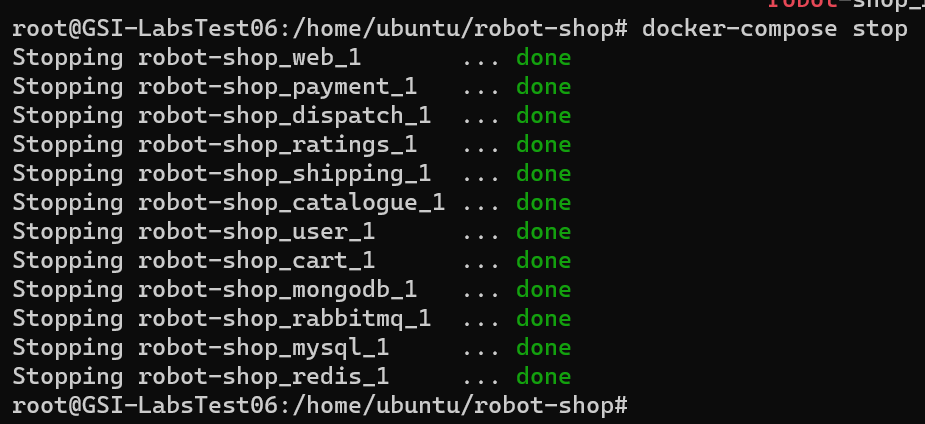 robot-shop_
root@GSI-LabsTest06:/home/ubuntu/robot-shop# docker-compose stop
Stopping robot-shop_web_1       ... done
Stopping robot-shop_payment_1   ... done
Stopping robot-shop_dispatch_1  ... done
Stopping robot-shop_ratings_1   ... done
Stopping robot-shop_shipping_1  ... done
Stopping robot-shop_catalogue_1 ... done
Stopping robot-shop_user_1      ... done
Stopping robot-shop_cart_1      ... done
Stopping robot-shop_mongodb_1   ... done
Stopping robot-shop_rabbitmq_1  ... done
Stopping robot-shop_mysql_1     ... done
Stopping robot-shop_redis_1     ... done
root@GSI-LabsTest06:/home/ubuntu/robot-shop#